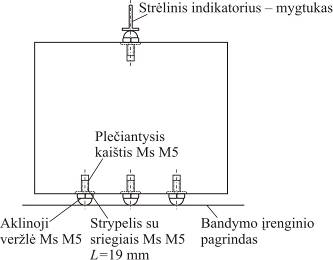 Strėlinis indikatorius – mygtukas
Plečiantysis
kaištis Ms M5
Aklinoji
veržlė Ms M5
Strypelis su
sriegiais Ms M5
L=19 mm
Bandymo įrenginio
pagrindas